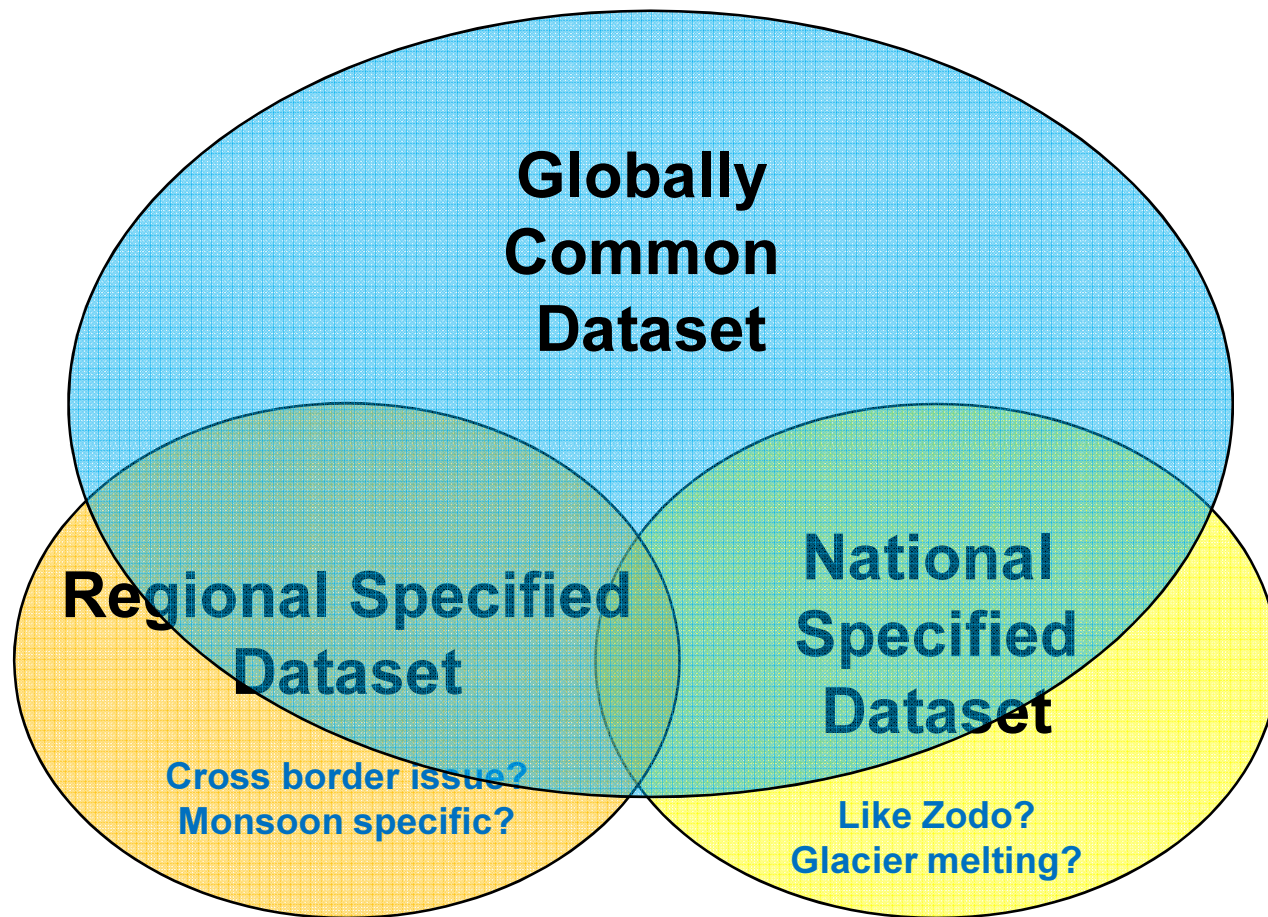 Globally
Common
Dataset
Regional Specified
Dataset
National
Specified
Dataset
Cross border issue?
Monsoon specific?
Like Zodo?
Glacier melting?